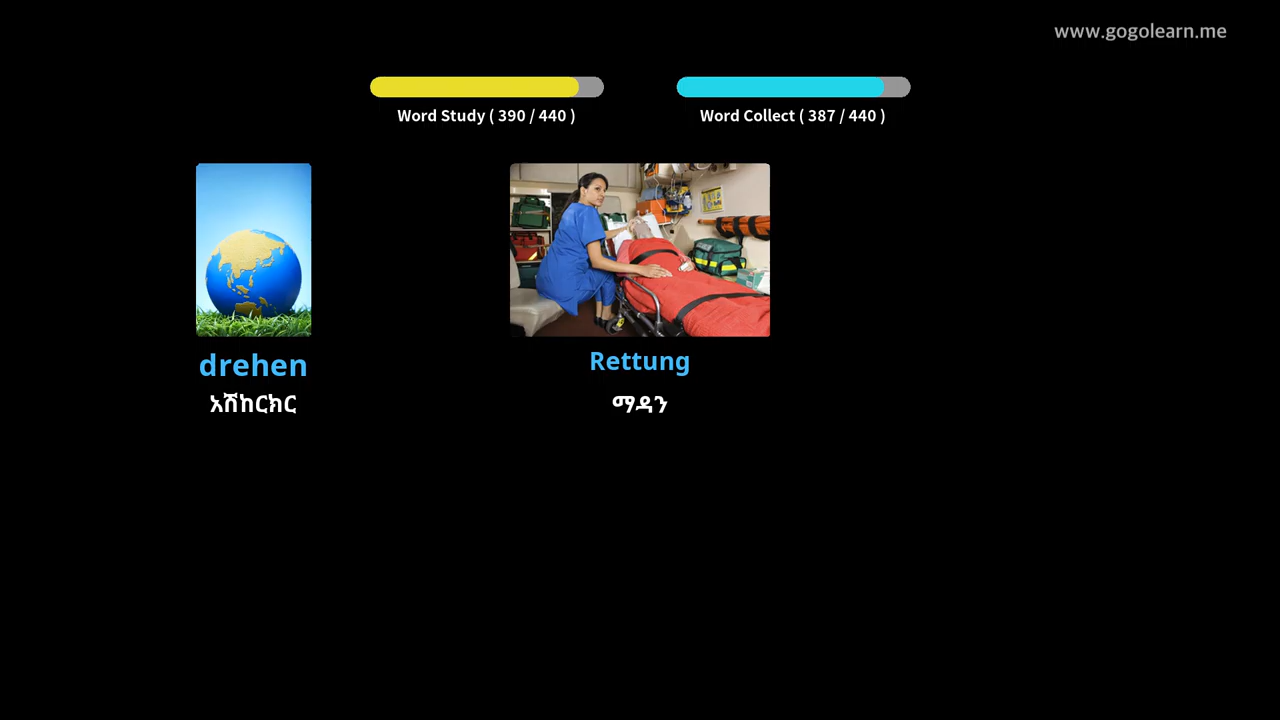 www.gogolearn.me
Word Study ( 390 / 440 )
Word Collect ( 387 / 440 )
drehen
አሽከርክር
Rettung
ማዳን